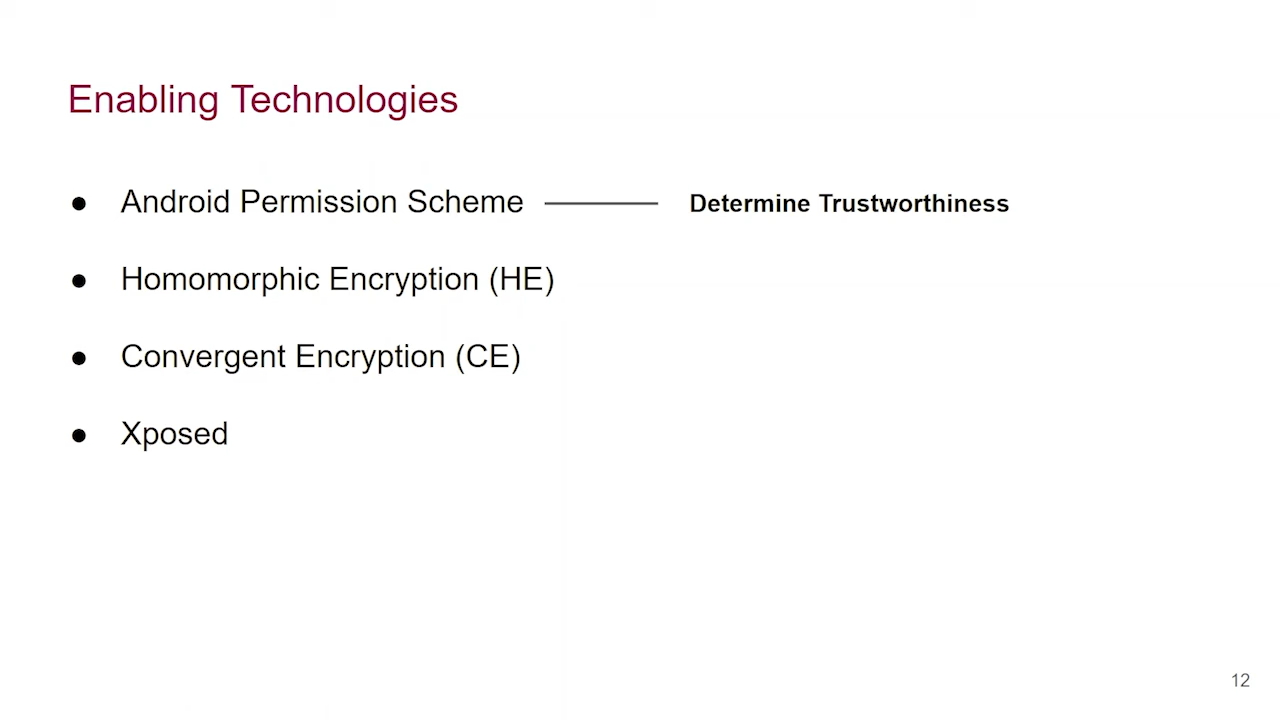 Enabling Technologies
● Android Permission Scheme Determine Trustworthiness
● Homomorphic Encryption (HE)
● Convergent Encryption (CE)
● Xposed
12